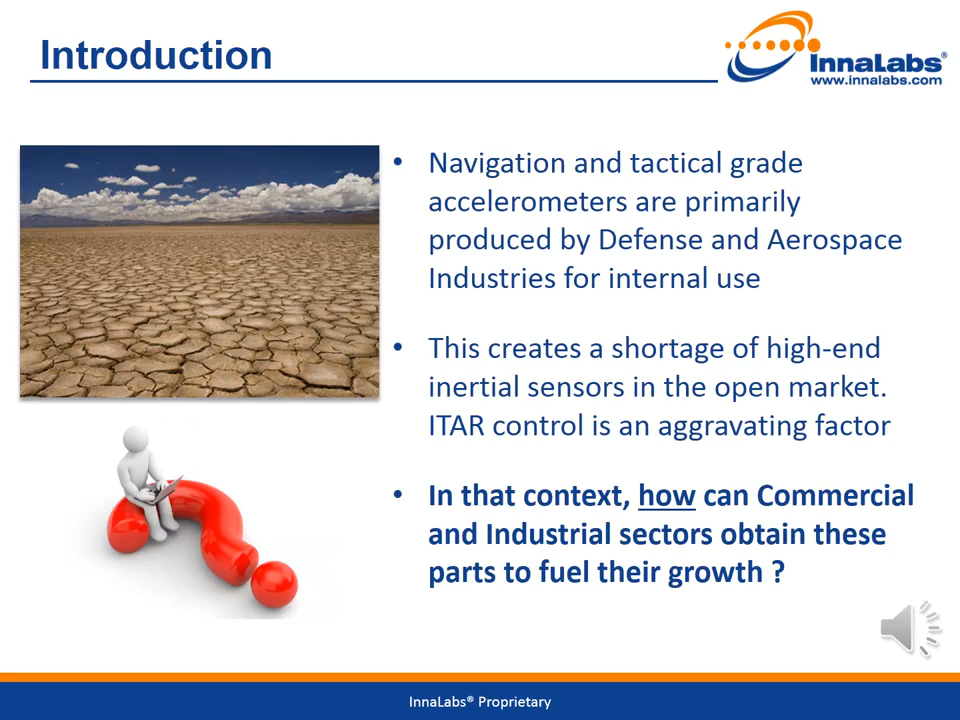 Introduction
InnaLabs®
www.innalabs.com
• Navigation and tactical grade
accelerometers are primarily
produced by Defense and Aerospace
Industries for internal use
• This creates a shortage of high-end
inertial sensors in the open market.
ITAR control is an aggravating factor
• In that context, how can Commercial
and Industrial sectors obtain these
parts to fuel their growth ?
InnaLabs® Proprietary